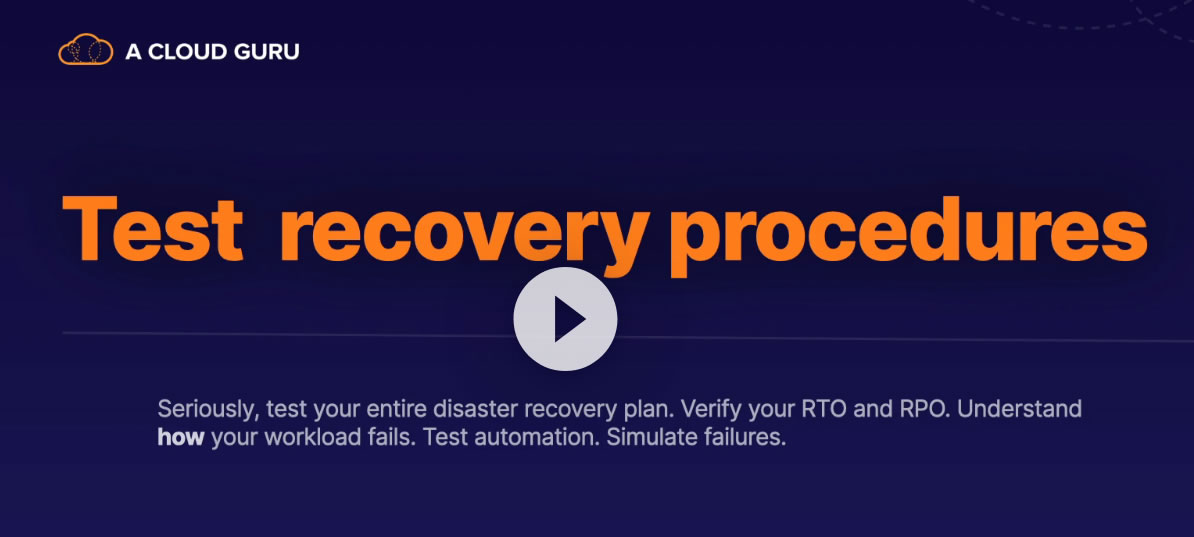 A CLOUD GURU
Test recovery procedures
Seriously, test your entire disaster recovery plan. Verify your RTO and RPO. Understand
how your workload fails. Test automation. Simulate failures.